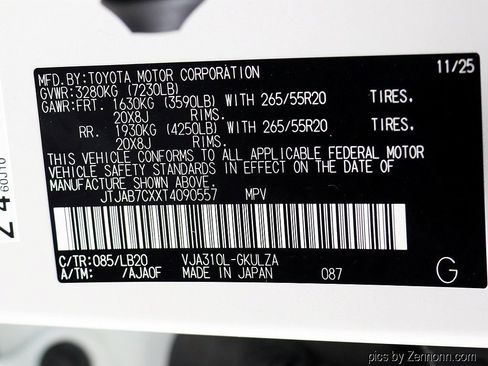 MFD.BY:TOYOTA MOTOR CORPORATION 11/25
GVWR:3280KG (7230LB)
GAWR:FRT. 1630KG (3590LB) WITH 265/55R20 TIRES.
20X8J RIMS.
RR. 1930KG (4250LB) WITH 265/55R20 TIRES.
20X8J RIMS.
THIS VEHICLE CONFORMS TO ALL APPLICABLE FEDERAL MOTOR
VEHICLE SAFETY STANDARDS IN EFFECT ON THE DATE OF
MANUFACTURE SHOWN ABOVE.
JTJAB7CXXT4090557 MPV
C/TR:085/LB20 VJA310L-GKULZA
A/TM: /AJA0F MADE IN JAPAN 087 G
60J10
pics by Zennonn.com